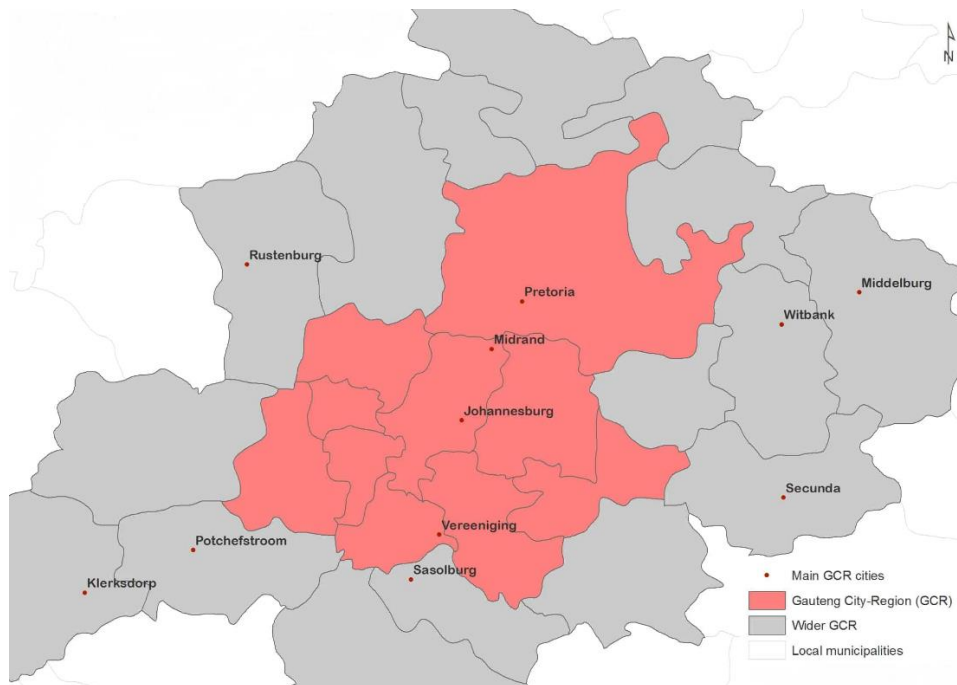 N
Rustenburg
Middelburg
Pretoria
Witbank
Midrand
Johannesburg
Secunda
Vereeniging
Potchefstroom
Sasolburg
Klerksdorp
Main GCR cities
Gauteng City-Region (GCR)
Wider GCR
Local municipalities